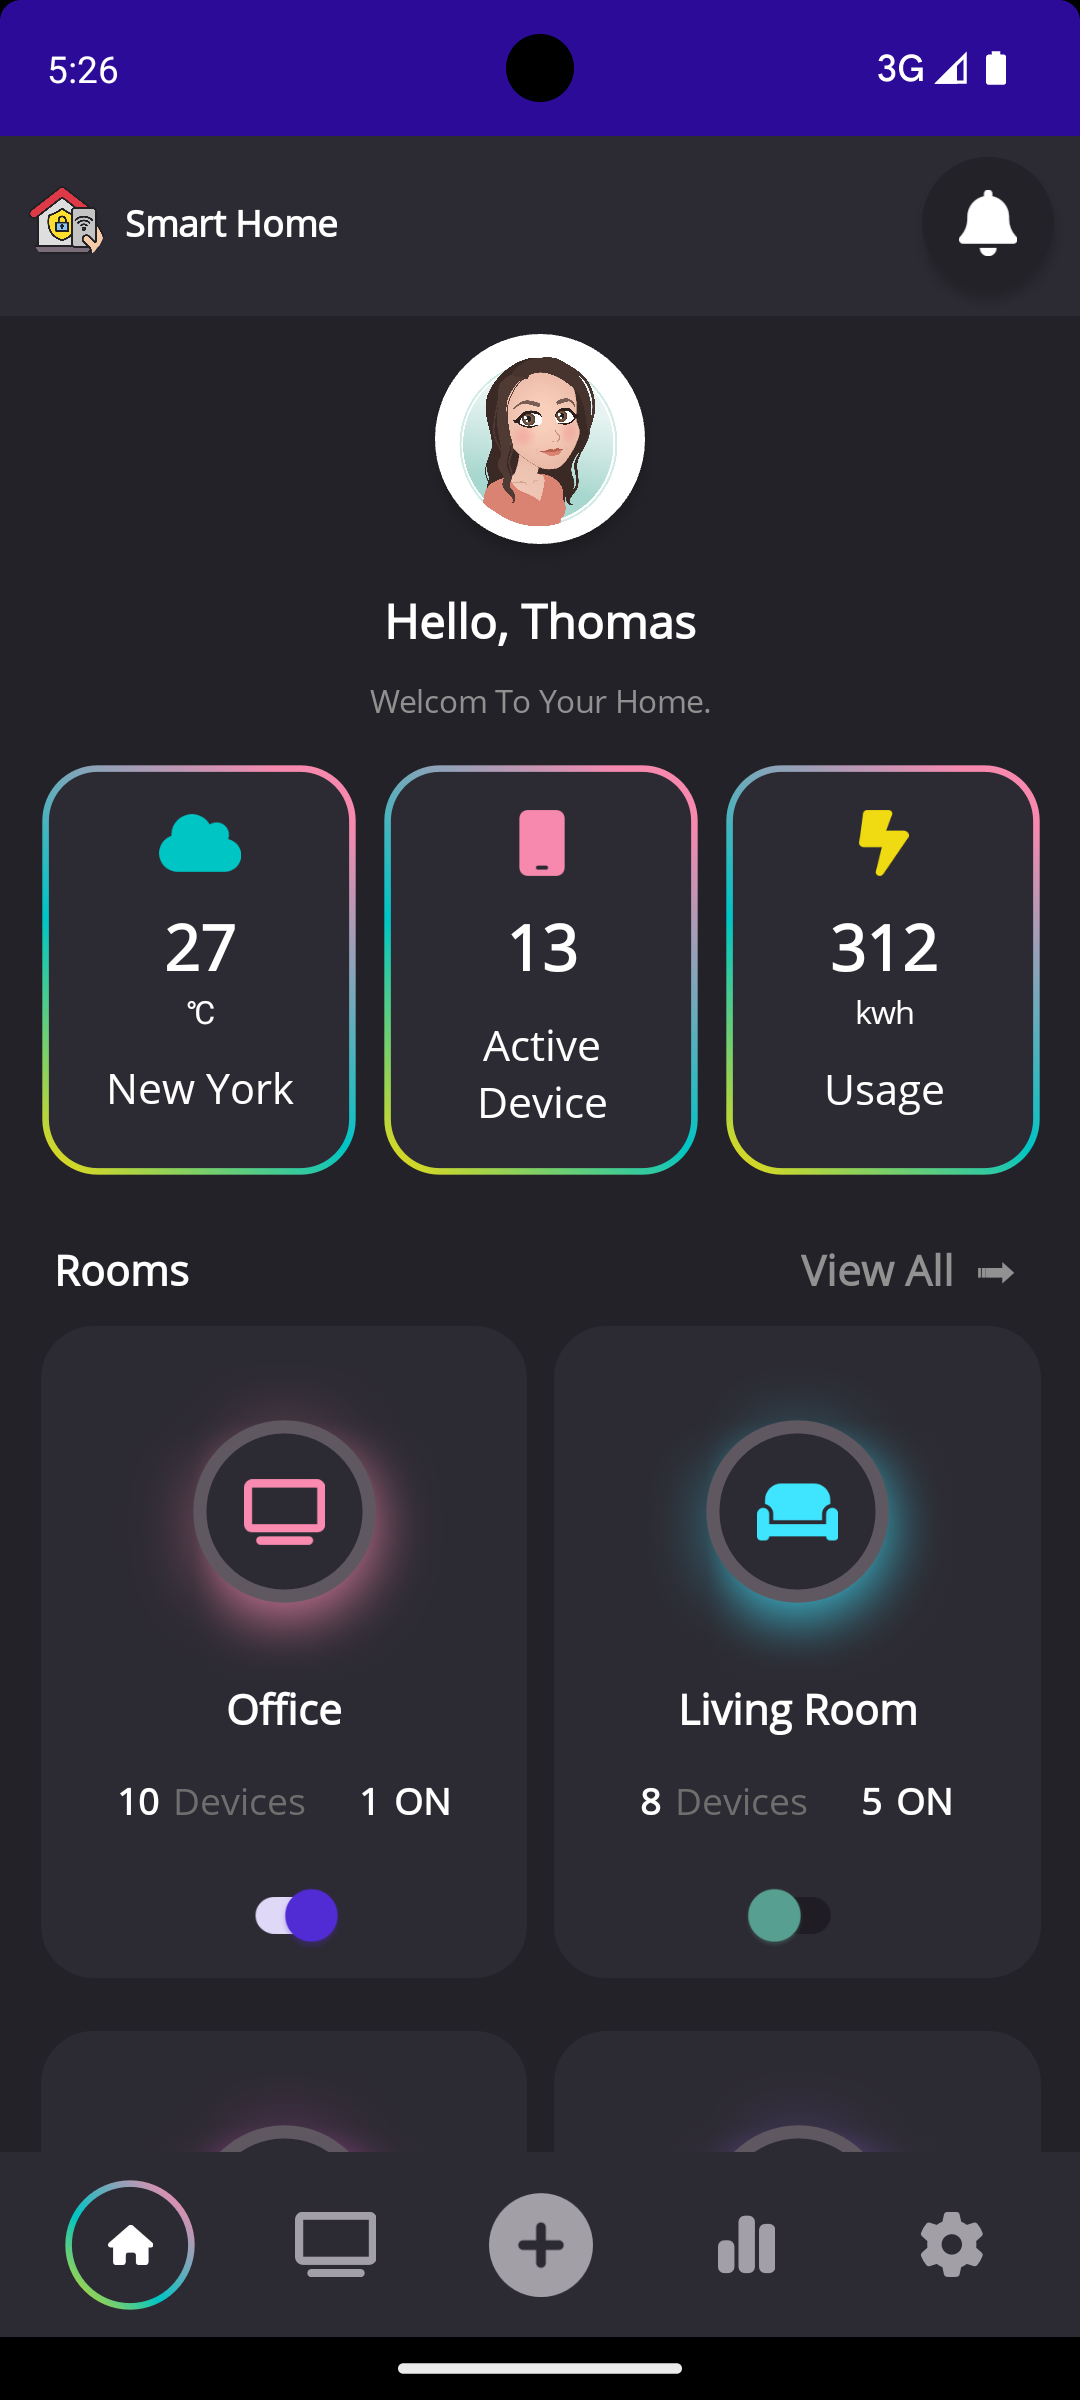 5:26
3G
Smart Home
Hello, Thomas
Welcom To Your Home.
27
°C
New York
13
Active
Device
312
kwh
Usage
Rooms
View All
Office
10 Devices 1 ON
Living Room
8 Devices 5 ON